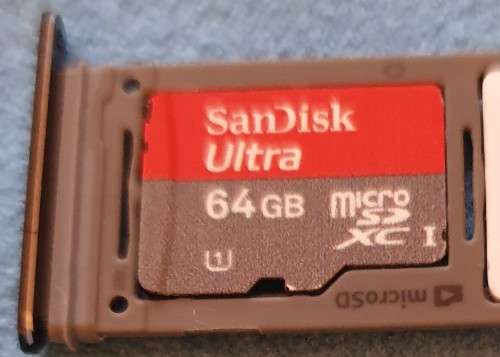 SanDisk
Ultra
64GB
micro
SD
XC I
1
microSD